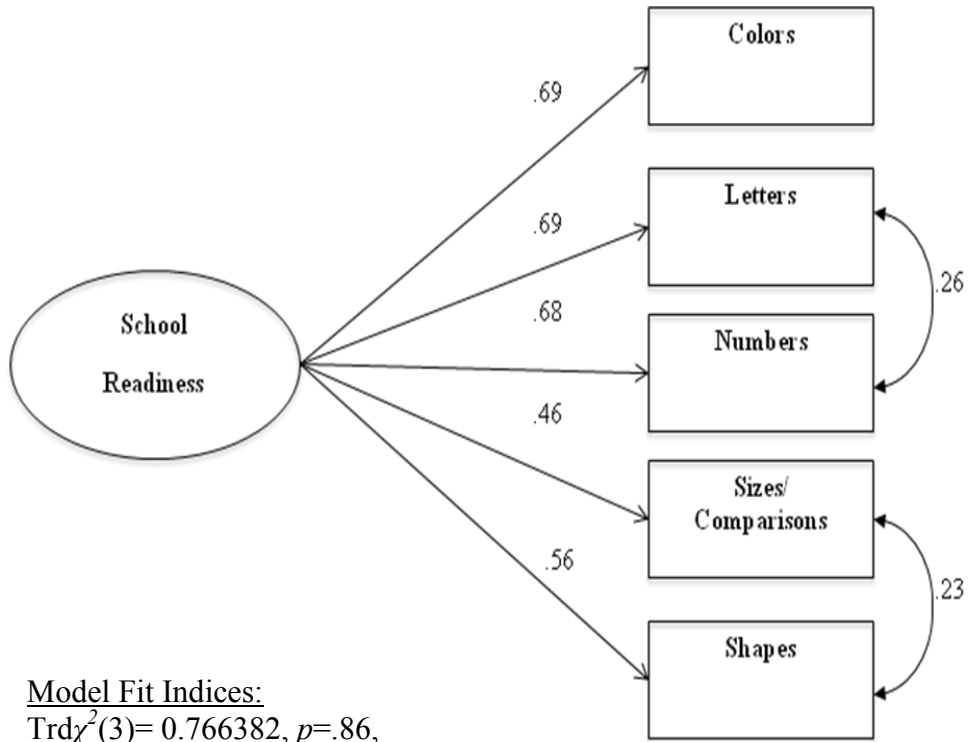 Colors
.69
Letters
.69
.26
.68
School
Readiness
Numbers
.46
Sizes/
Comparisons
.56
.23
Shapes
Model Fit Indices:
Trdχ²(3)= 0.766382, p=.86,